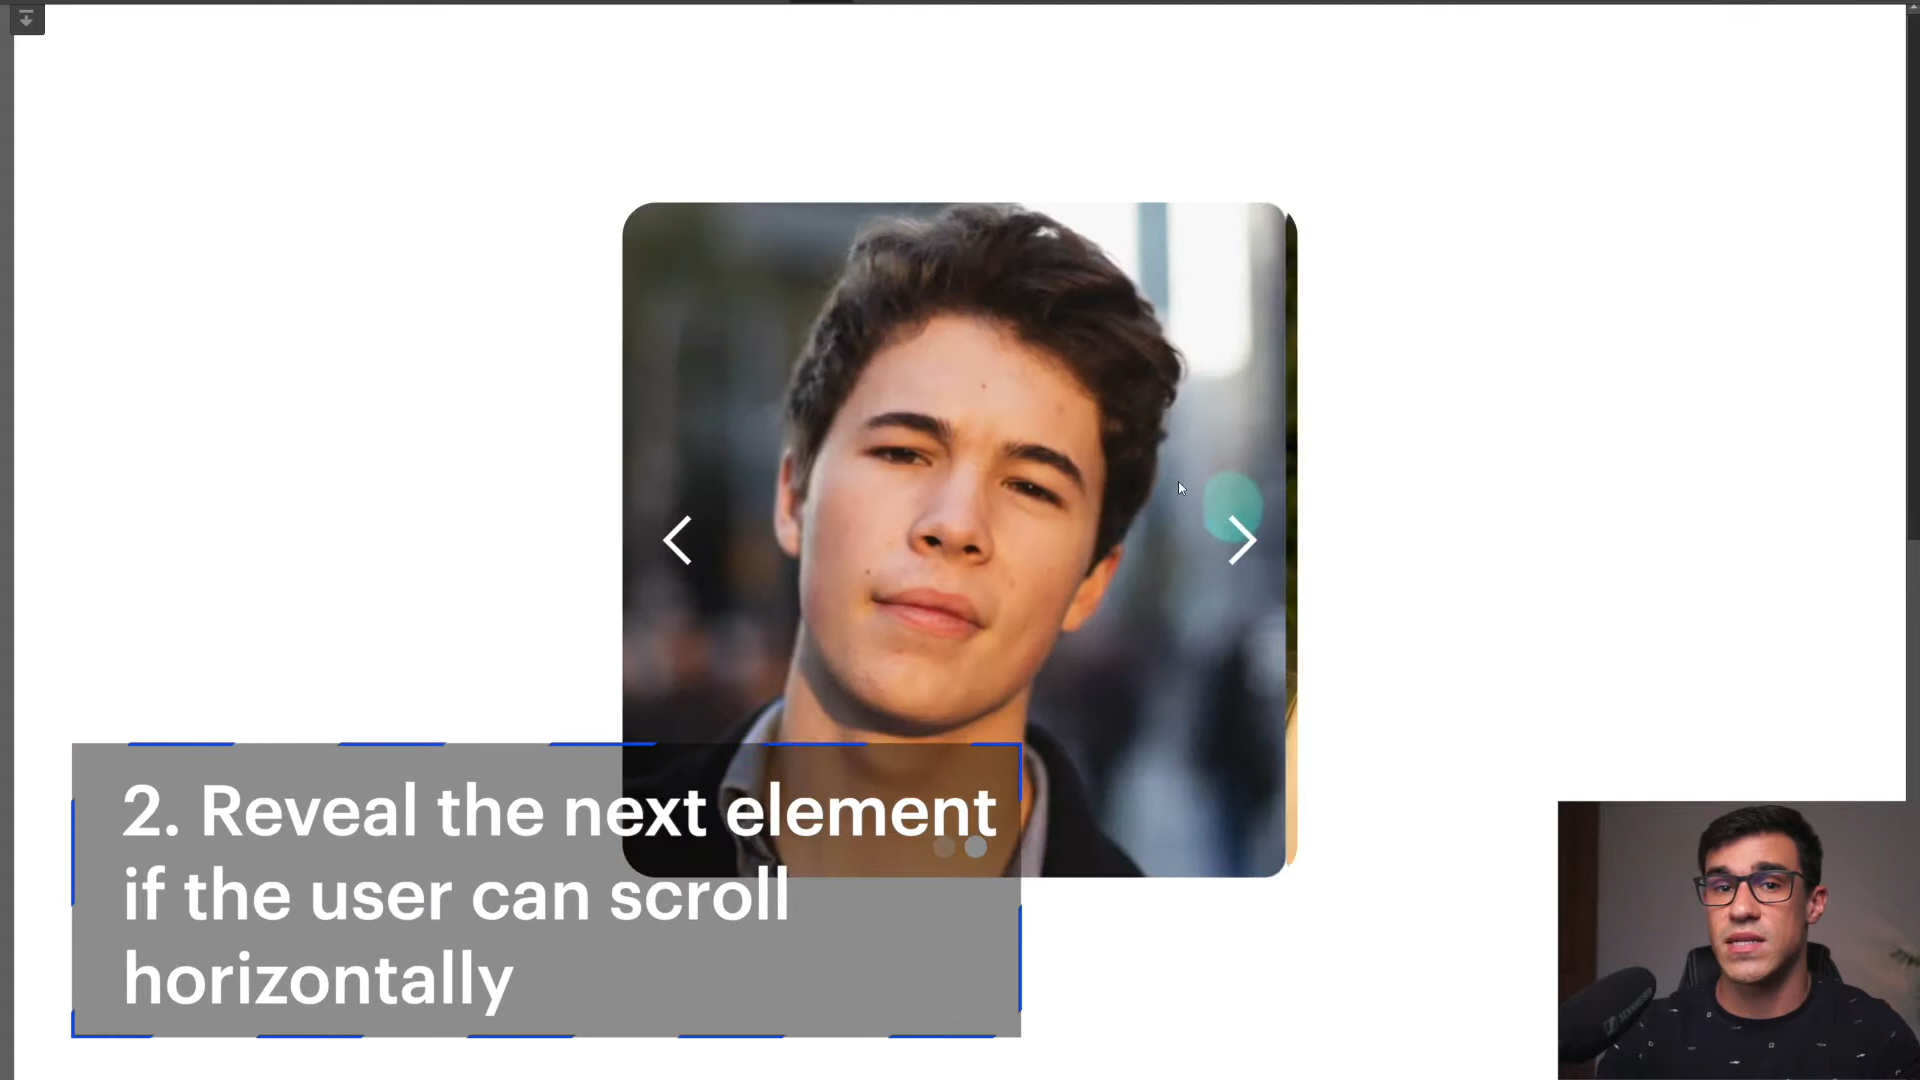 2. Reveal the next element
if the user can scroll
horizontally